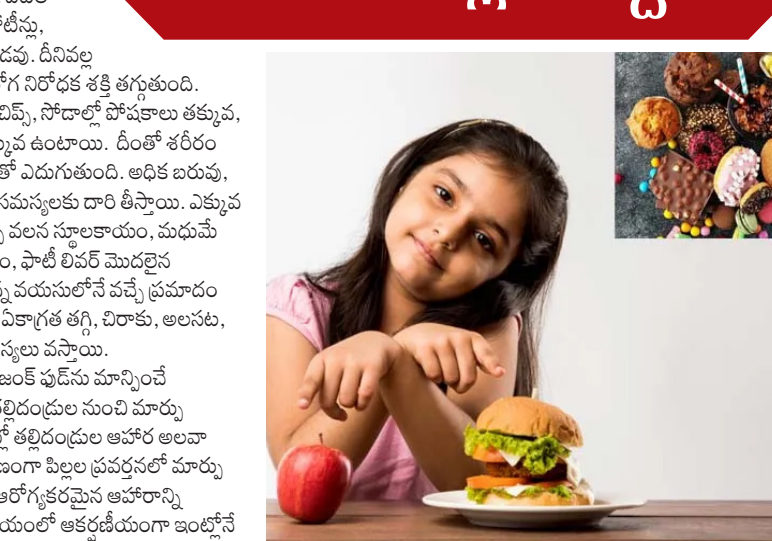 డవు. దీనివల్ల
నిరోధక శక్తి తగ్గుతుంది.
చిప్స్, సోడాల్లో పోషకాలు తక్కువ,
ఉంటాయి. దీంతో శరీరం
ఎదుగుతుంది. అధిక బరువు,
సమస్యలకు దారి తీస్తాయి. ఎక్కువ
వలన స్థూలకాయం, మధుమే
ఫాటీ లివర్ మొదలైన
వయసులోనే వచ్చే ప్రమాదం
ఏకాగ్రత తగ్గి, చిరాకు, అలసట,
వస్తాయి.
జంక్ ఫుడ్‌ను మాన్పించే
తల్లిదండ్రుల నుంచి మార్పు
తల్లిదండ్రుల ఆహార అలవా
పిల్లల ప్రవర్తనలో మార్పు
ఆరోగ్యకరమైన ఆహారాన్ని
ఆకర్షణీయంగా ఇంట్లోనే